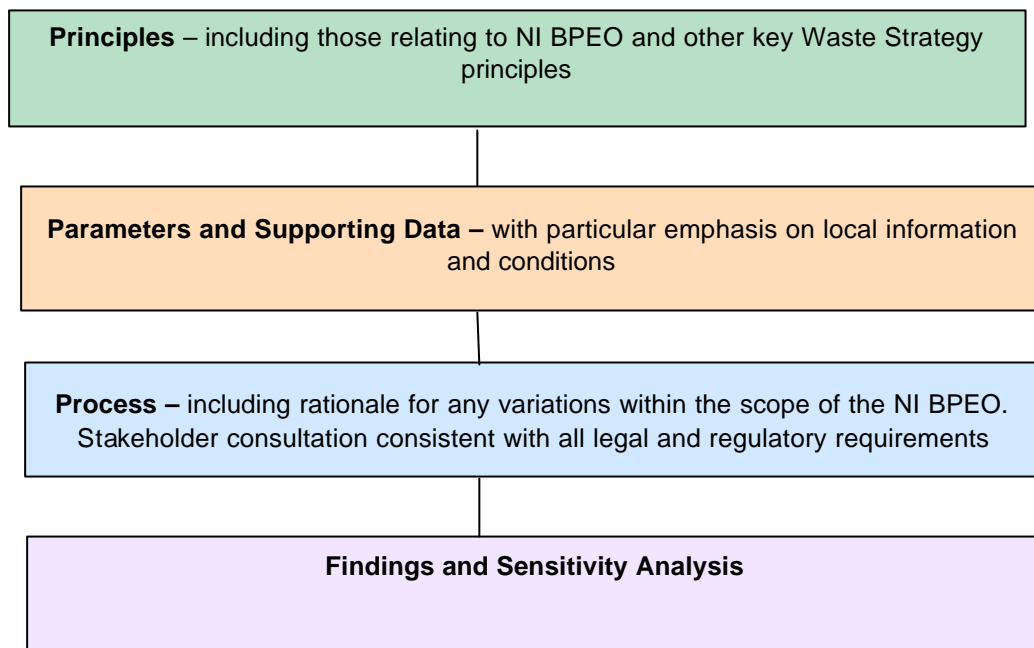 Principles – including those relating to NI BPEO and other key Waste Strategy
principles
Parameters and Supporting Data – with particular emphasis on local information
and conditions
Process – including rationale for any variations within the scope of the NI BPEO.
Stakeholder consultation consistent with all legal and regulatory requirements
Findings and Sensitivity Analysis